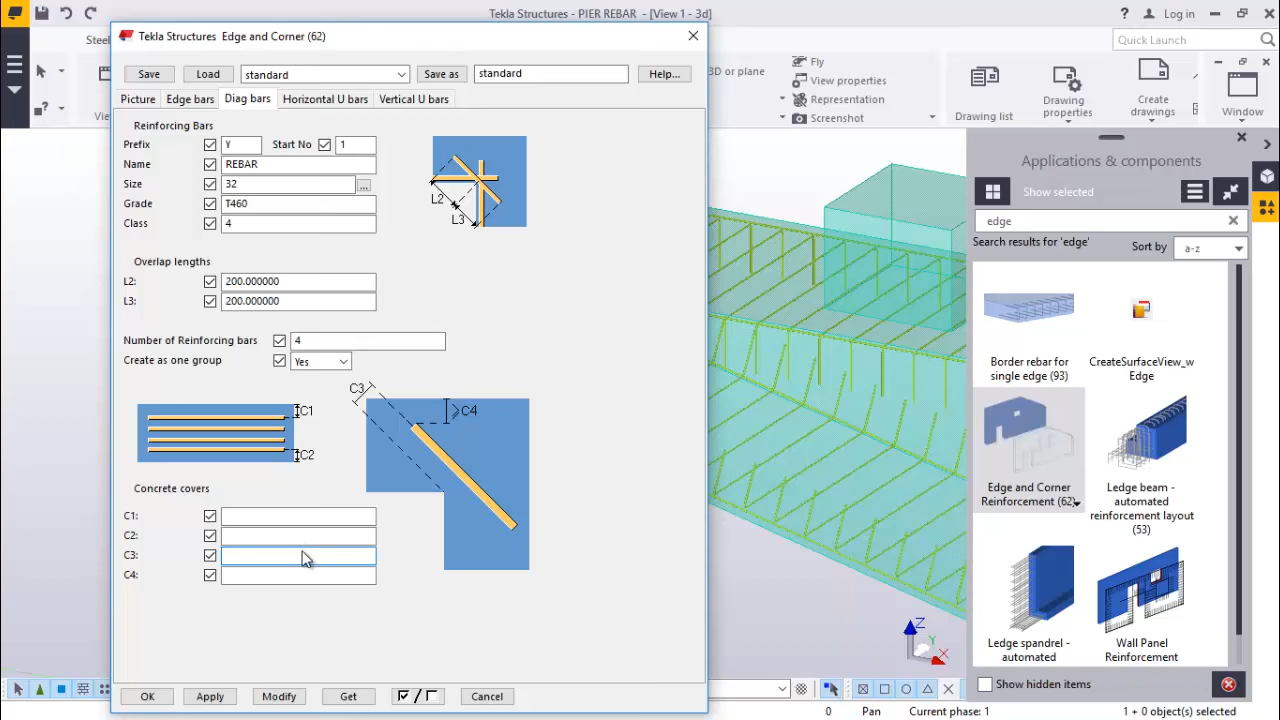 Tekla Structures - PIER REBAR - [View 1 - 3d]
? Log in
Steel
Quick Launch
Tekla Structures Edge and Corner (62)
Save Load standard Save as standard Help...
Picture Edge bars Diag bars Horizontal U bars Vertical U bars
Reinforcing Bars
Prefix Y Start No 1
Name REBAR
Size 32 ...
Grade T460
Class 4
L2
L3
Overlap lengths
L2: 200.000000
L3: 200.000000
Number of Reinforcing bars 4
Create as one group Yes
C3
C4
C1
C2
Concrete covers
C1:
C2:
C3:
C4:
OK Apply Modify Get / Cancel
3D or plane
Fly
View properties
Representation
Screenshot
Drawing list
Drawing properties
Create drawings
Window
Applications & components
Show selected
edge
Search results for 'edge'
Sort by a-z
Border rebar for single edge (93)
CreateSurfaceView_wEdge
Edge and Corner Reinforcement (62)
Ledge beam - automated reinforcement layout (53)
Ledge spandrel - automated
Wall Panel Reinforcement
Show hidden items
Z
Y
X
0 Pan Current phase: 1 1 + 0 object(s) selected